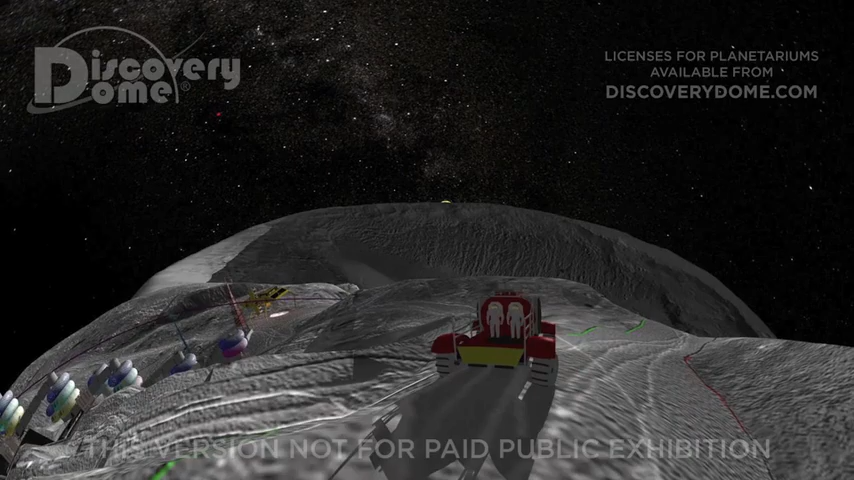 Discovery
Dome®
LICENSES FOR PLANETARIUMS
AVAILABLE FROM
DISCOVERYDOME.COM
THIS VERSION NOT FOR PAID PUBLIC EXHIBITION